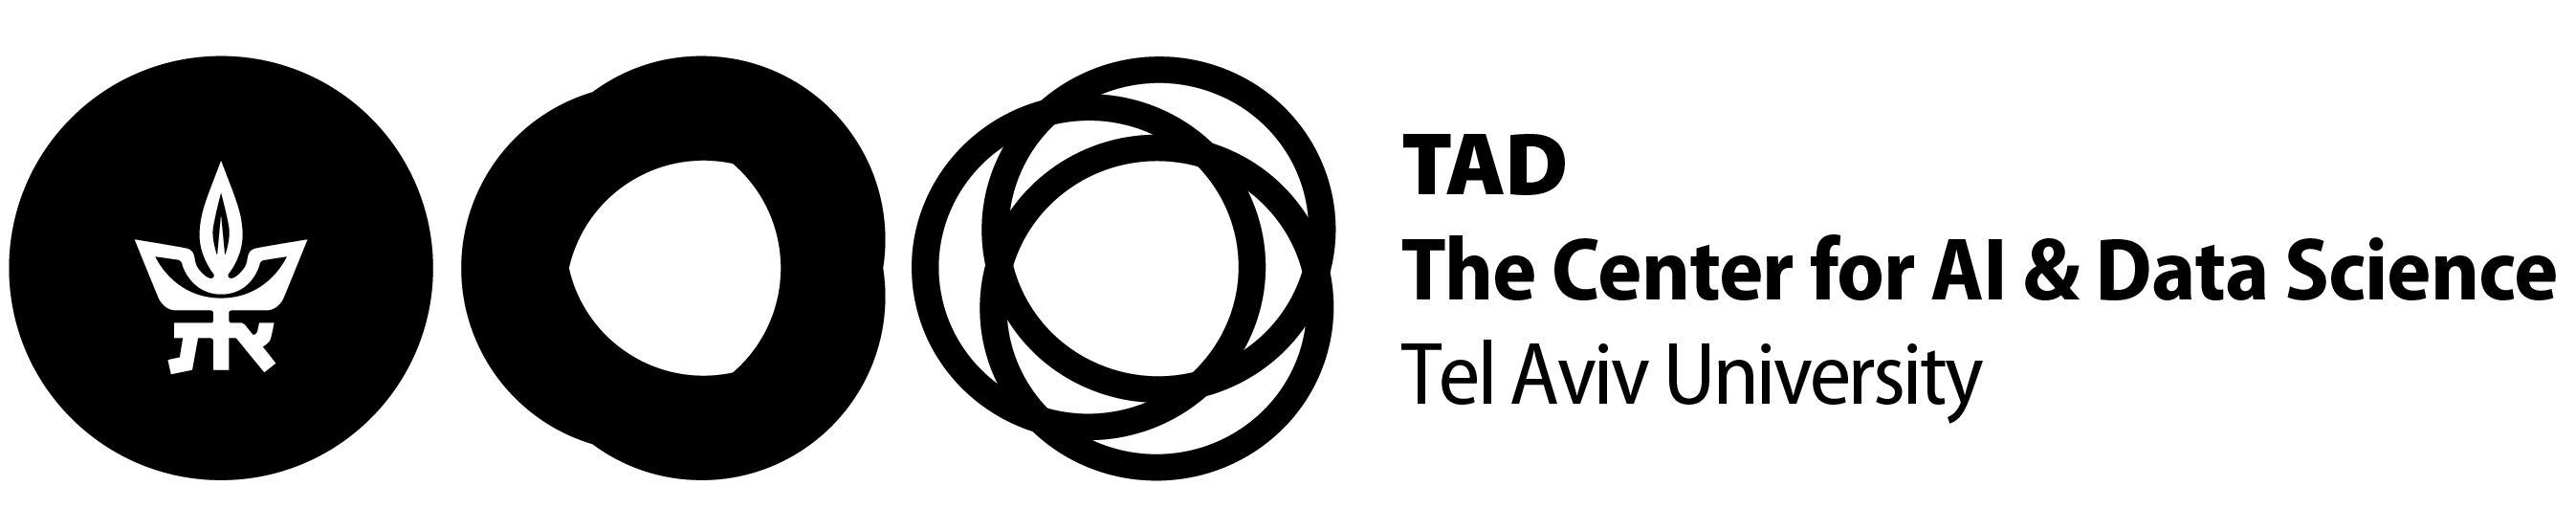 TAD
The Center for AI & Data Science
Tel Aviv University